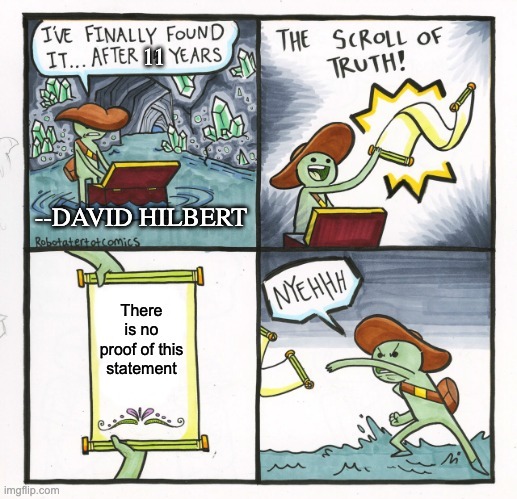 I'VE FINALLY FOUND
IT... AFTER 11 YEARS
--DAVID HILBERT
Robotatertotcomics
THE SCROLL OF
TRUTH!
There
is no
proof of this
statement
NYEHHH
imgflip.com